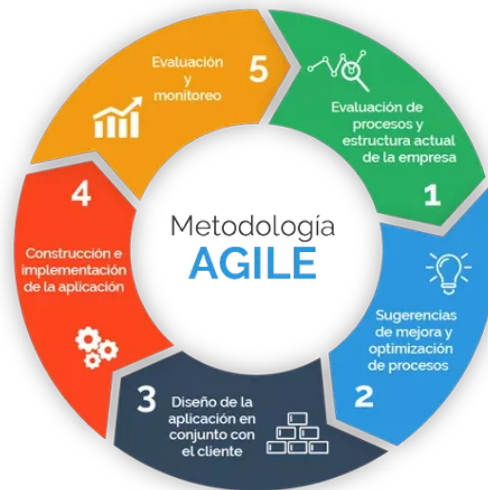 Metodología
AGILE
Evaluación de
procesos y
estructura actual
de la empresa
1
Sugerencias
de mejora y
optimización
de procesos
2
3
Diseño de la
aplicación en
conjunto con
el cliente
4
Construcción e
implementación
de la aplicación
5
Evaluación
y
monitoreo